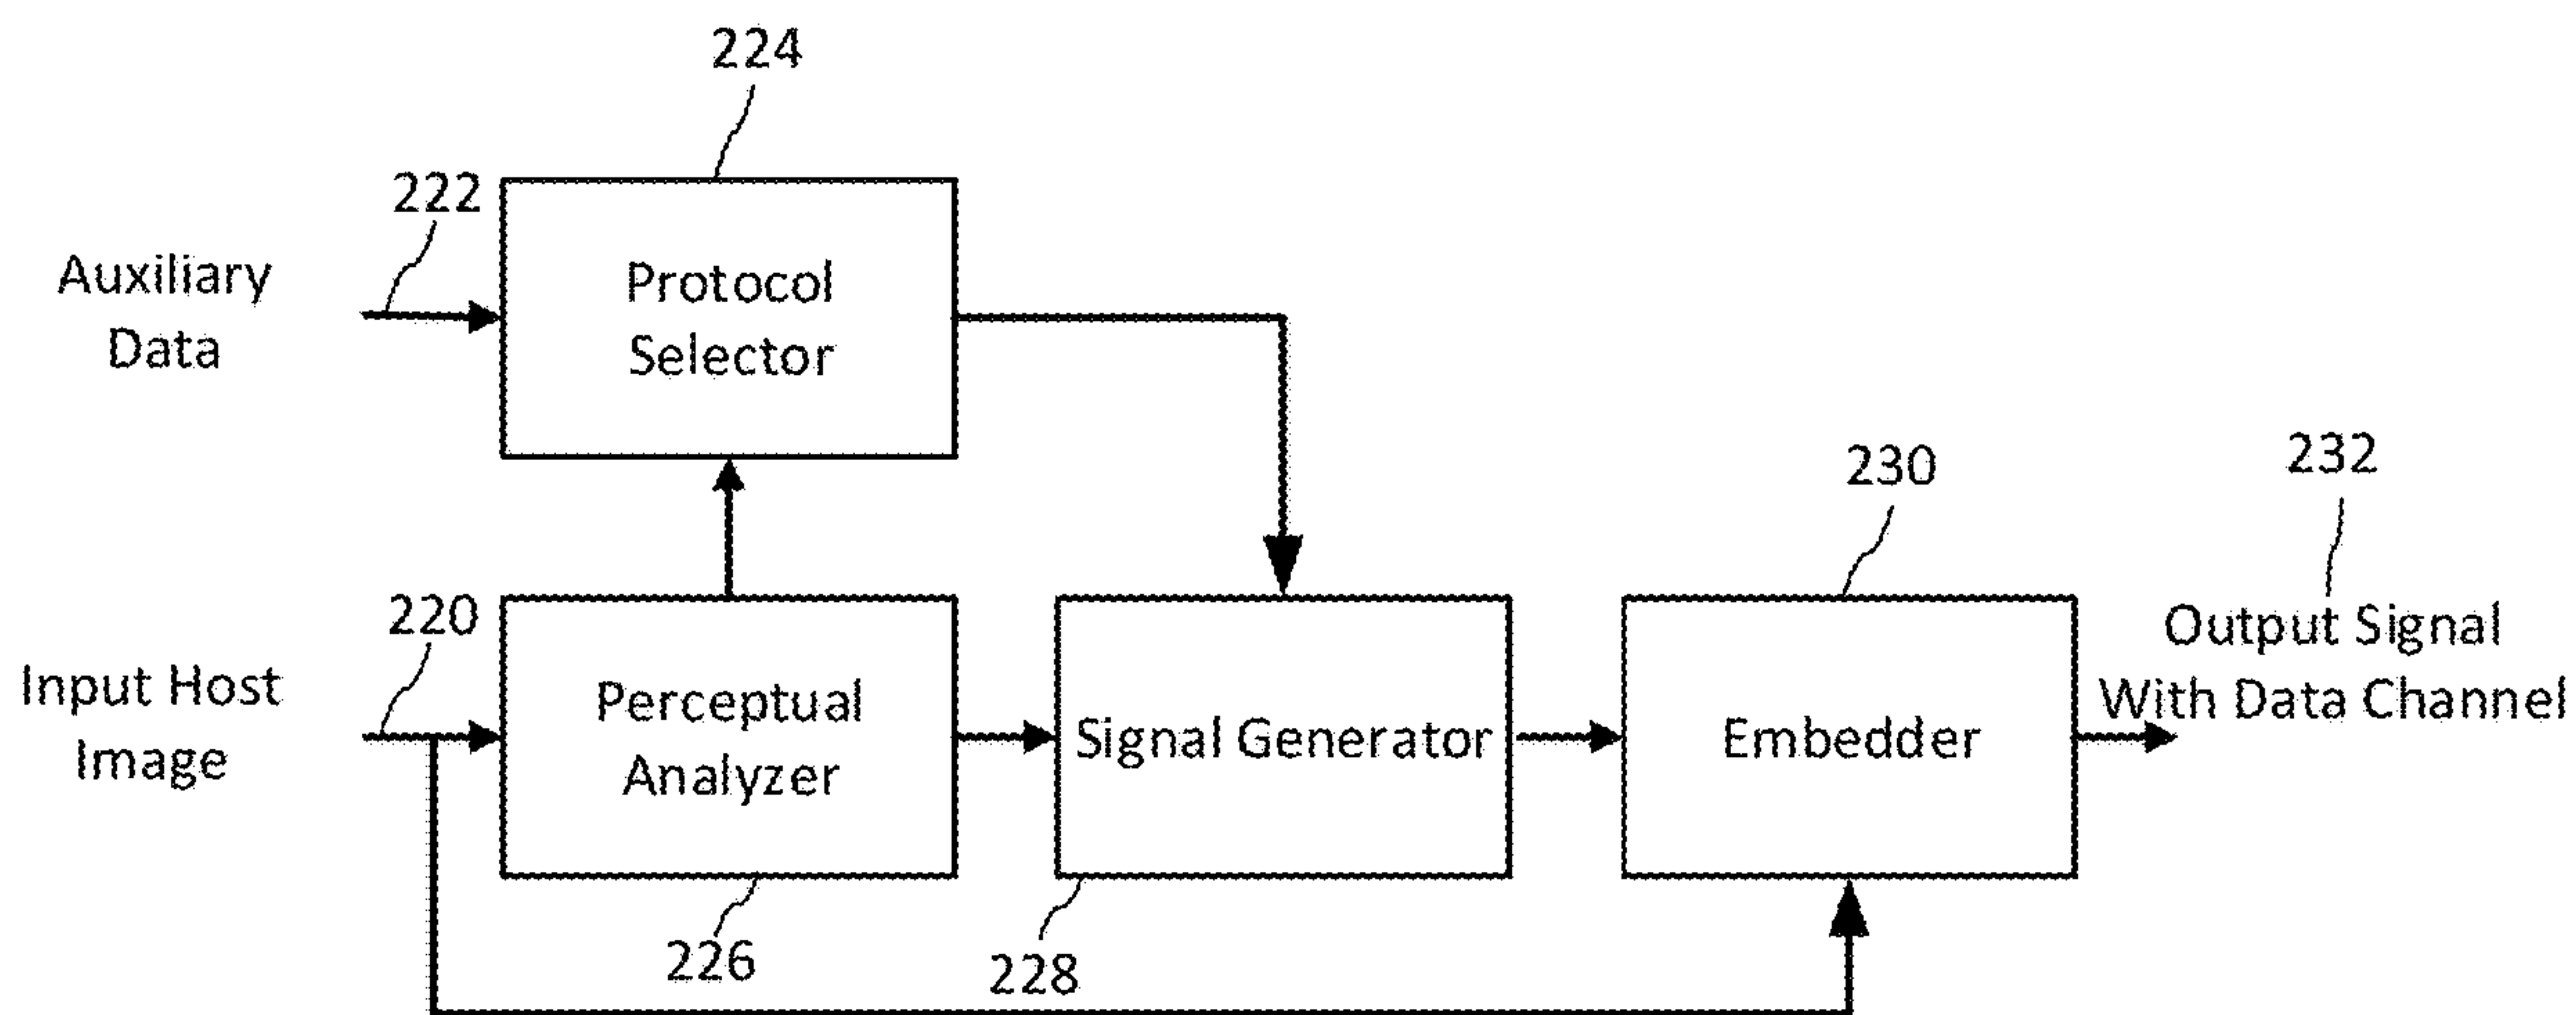 224
222
Auxiliary
Data
Protocol
Selector
230
232
220
Input Host
Image
Perceptual
Analyzer
Signal Generator
Embedder
Output Signal
With Data Channel
226
228